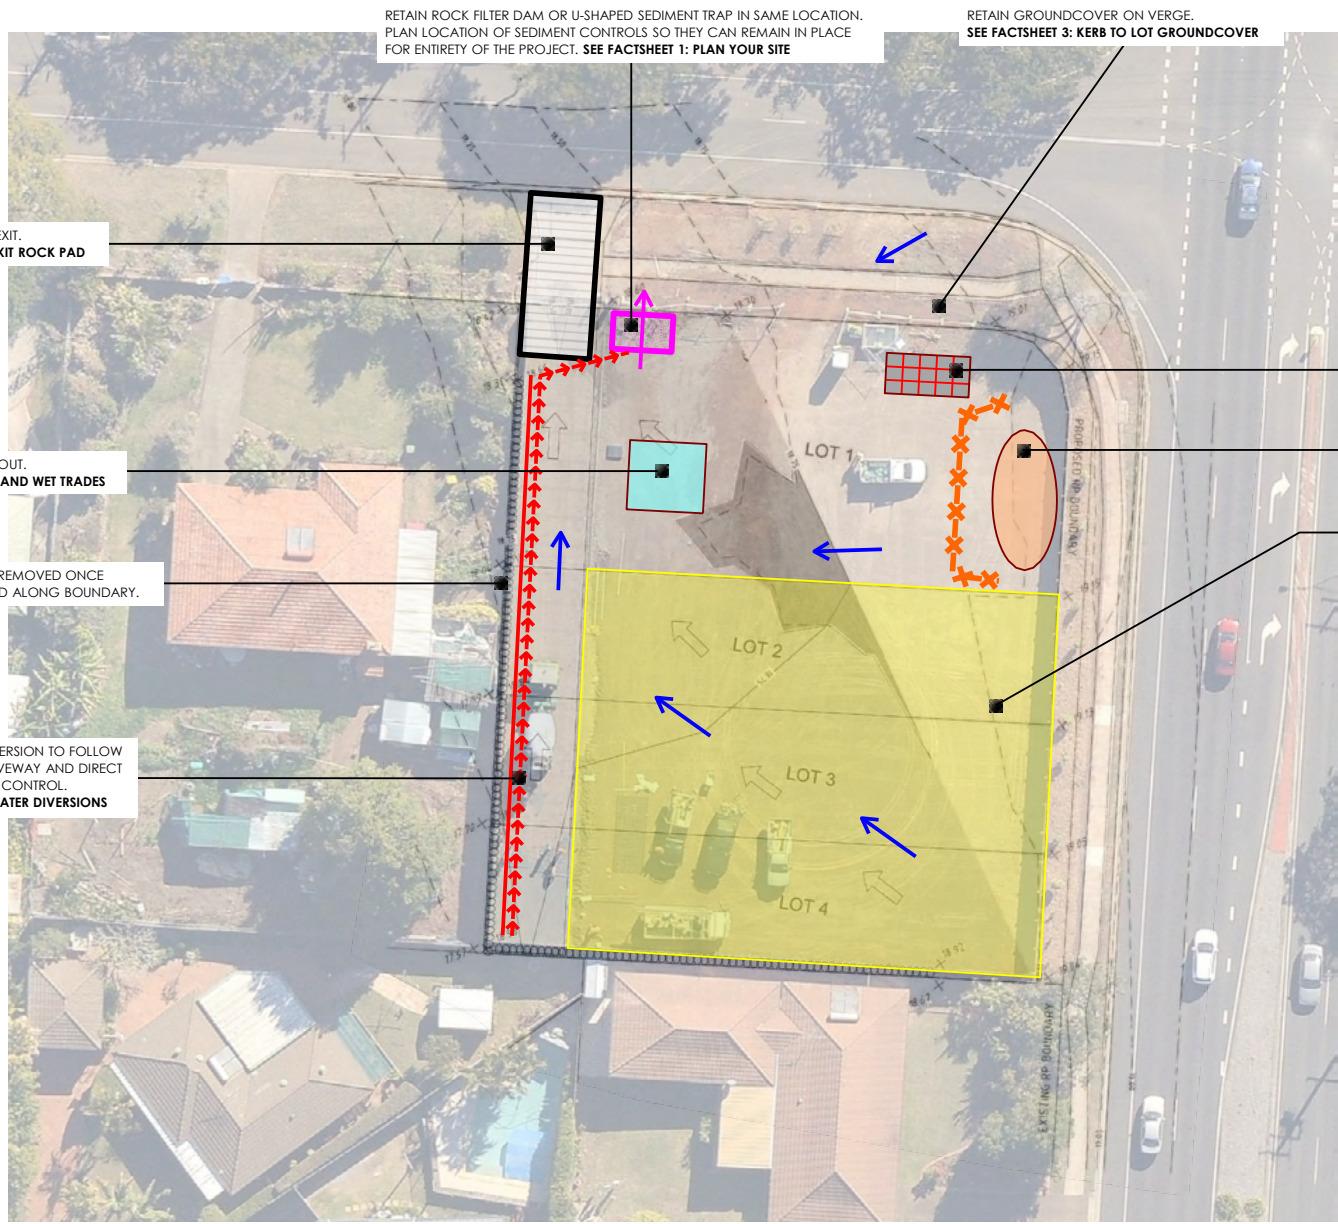 RETAIN ROCK FILTER DAM OR U-SHAPED SEDIMENT TRAP IN SAME LOCATION.
PLAN LOCATION OF SEDIMENT CONTROLS SO THEY CAN REMAIN IN PLACE
FOR ENTIRETY OF THE PROJECT. SEE FACTSHEET 1: PLAN YOUR SITE
RETAIN GROUNDCOVER ON VERGE.
SEE FACTSHEET 3: KERB TO LOT GROUNDCOVER
EXIT.
XIT ROCK PAD
OUT.
AND WET TRADES
REMOVED ONCE
D ALONG BOUNDARY.
ERSION TO FOLLOW
VEWAY AND DIRECT
CONTROL.
ATER DIVERSIONS
LOT 1
LOT 2
LOT 3
LOT 4
PROPOSED RP BOUNDARY
EXISTING RP BOUNDARY
18.92